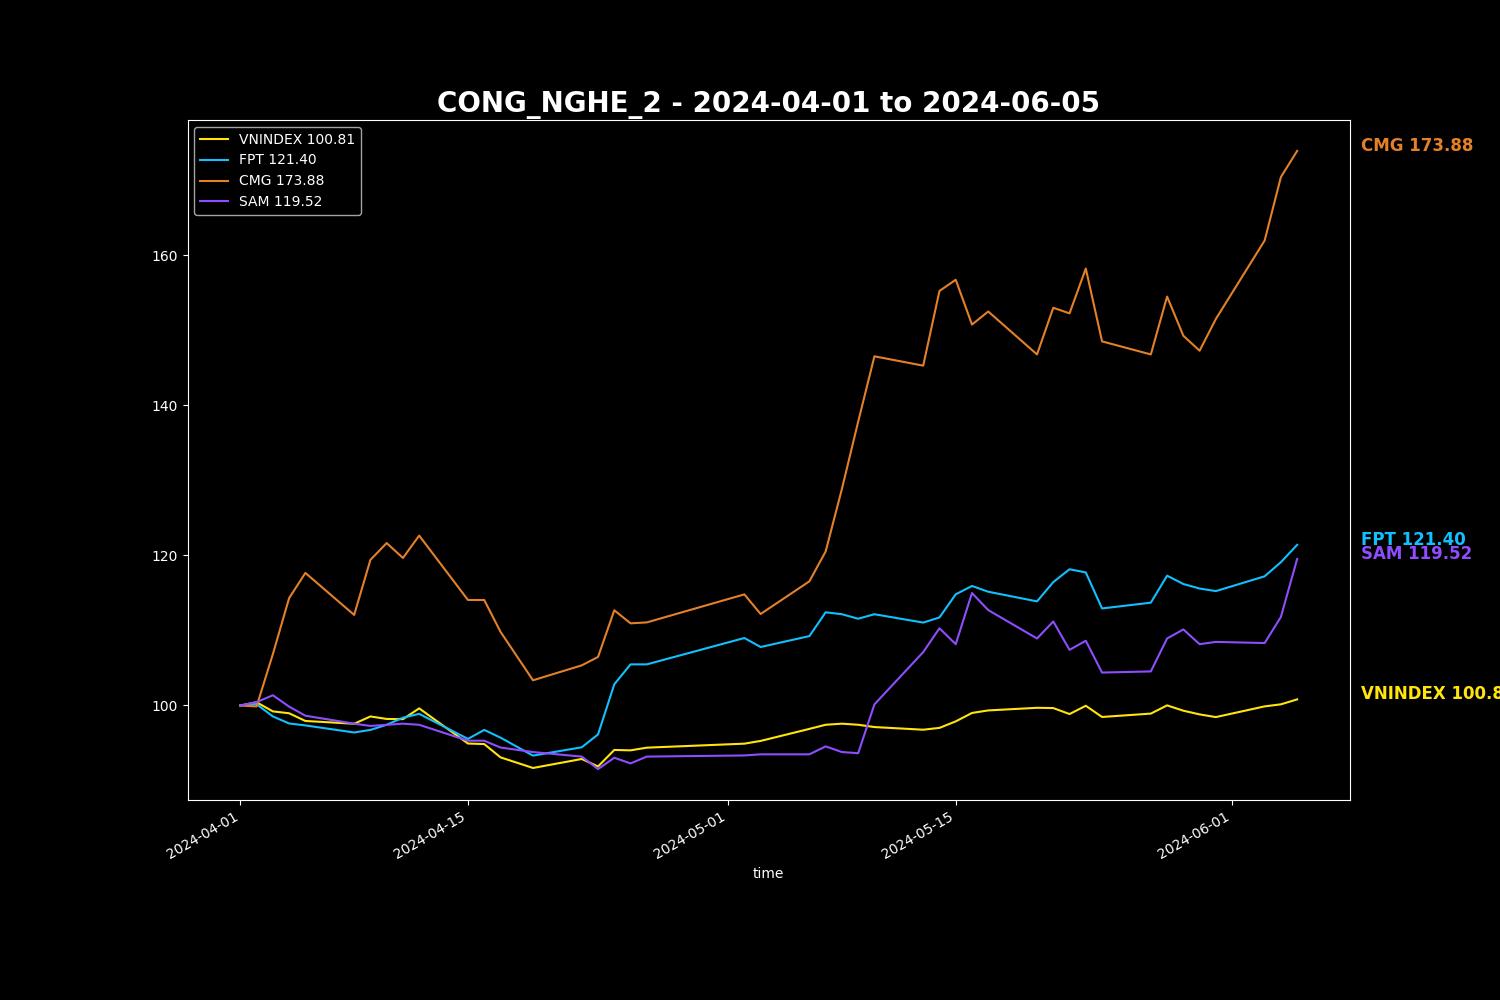 CONG_NGHE_2 - 2024-04-01 to 2024-06-05
VNINDEX 100.81
FPT 121.40
CMG 173.88
SAM 119.52
CMG 173.88
160
140
120
100
FPT 121.40
SAM 119.52
VNINDEX 100.8
2024-04-01
2024-04-15
2024-05-01
2024-05-15
2024-06-01
time